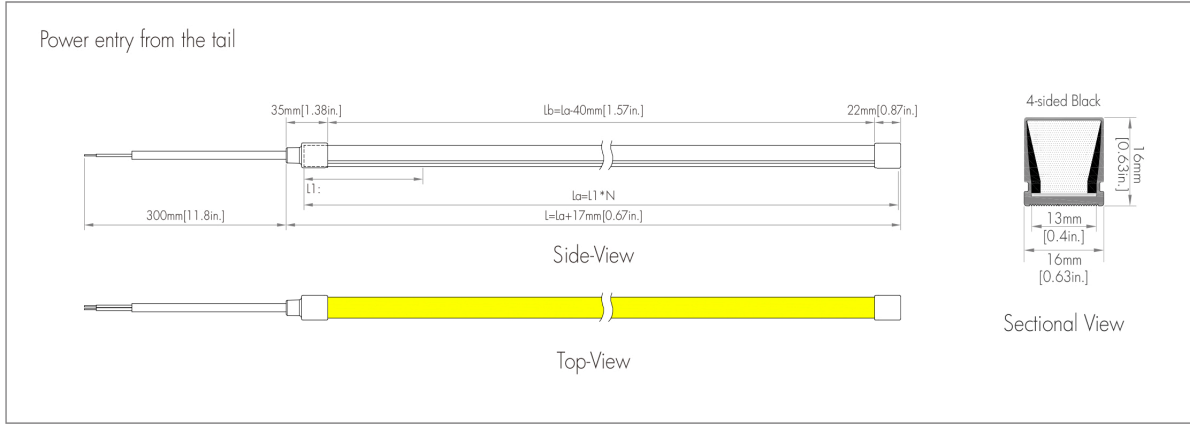 Power entry from the tail
35mm[1.38in.]
Lb=La-40mm[1.57in.]
22mm[0.87in.]
L1:
La=L1*N
300mm[11.8in.]
L=La+17mm[0.67in.]
Side-View
Top-View
4-sided Black
16mm
[0.63in.]
13mm
[0.4in.]
16mm
[0.63in.]
Sectional View